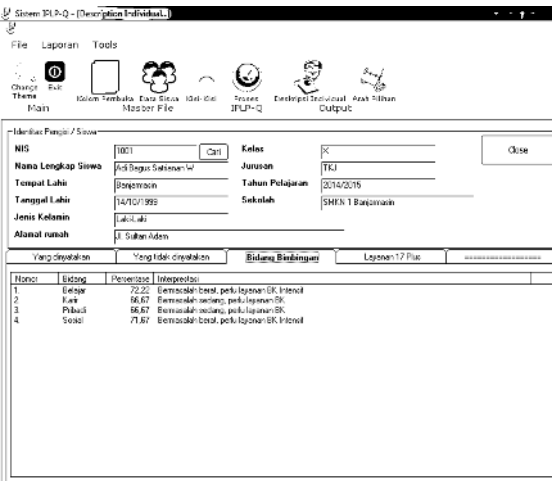 Sistem IPLP-Q - [Description Individual..]
File Laporan Tools
Change Theme
Exit
Kolom Pembuka
Data Siswa
Kisi-Kisi
Proses IPLP-Q
Deskripsi Individual
Arah Pilihan
Main
Master File
Output
Identitas Pengisi / Siswa
NIS 1001 Cari Kelas X Close
Nama Lengkap Siswa Adi Bagus W Jurusan TKJ
Tempat Lahir Banjarmasin Tahun Pelajaran 2014/2015
Tanggal Lahir 14/10/1999 Sekolah SMKN 1 Banjarmasin
Jenis Kelamin Laki-Laki
Alamat rumah Jl. Sultan Adam
Yang dinyatakan Yang tidak dinyatakan Bidang Bimbingan Layanan 17 Plus ==================
Nomor Bidang Persentase Interpretasi
1. Belajar 72,22 Bermasalah berat, perlu layanan BK Intensif
2. Karir 66,67 Bermasalah sedang, perlu layanan BK
3. Pribadi 66,67 Bermasalah sedang, perlu layanan BK
4. Sosial 71,67 Bermasalah berat, perlu layanan BK Intensif